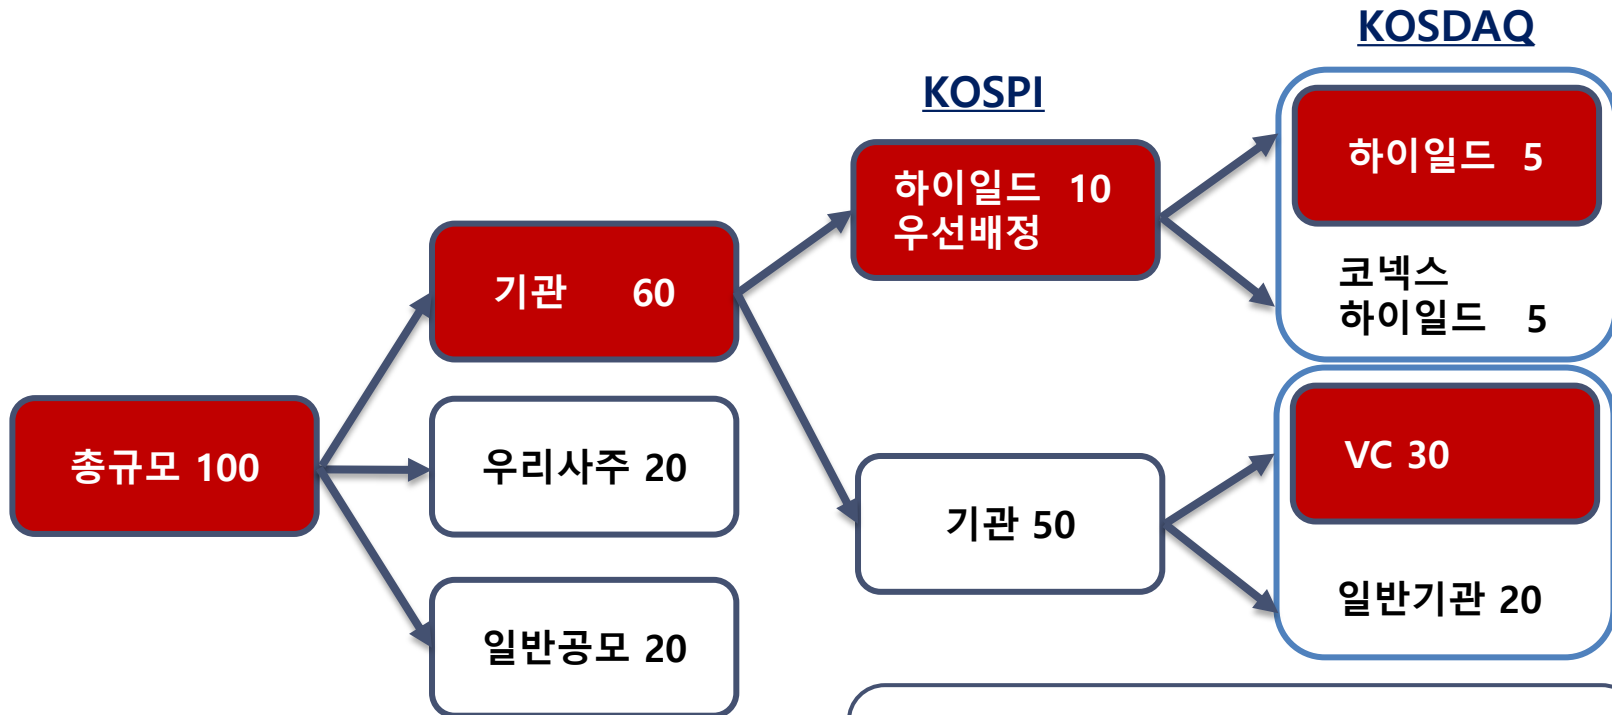 KOSDAQ
KOSPI
하이일드 5
하이일드 10
우선배정
코넥스
하이일드 5
기관 60
총규모 100
우리사주 20
VC 30
기관 50
일반기관 20
일반공모 20